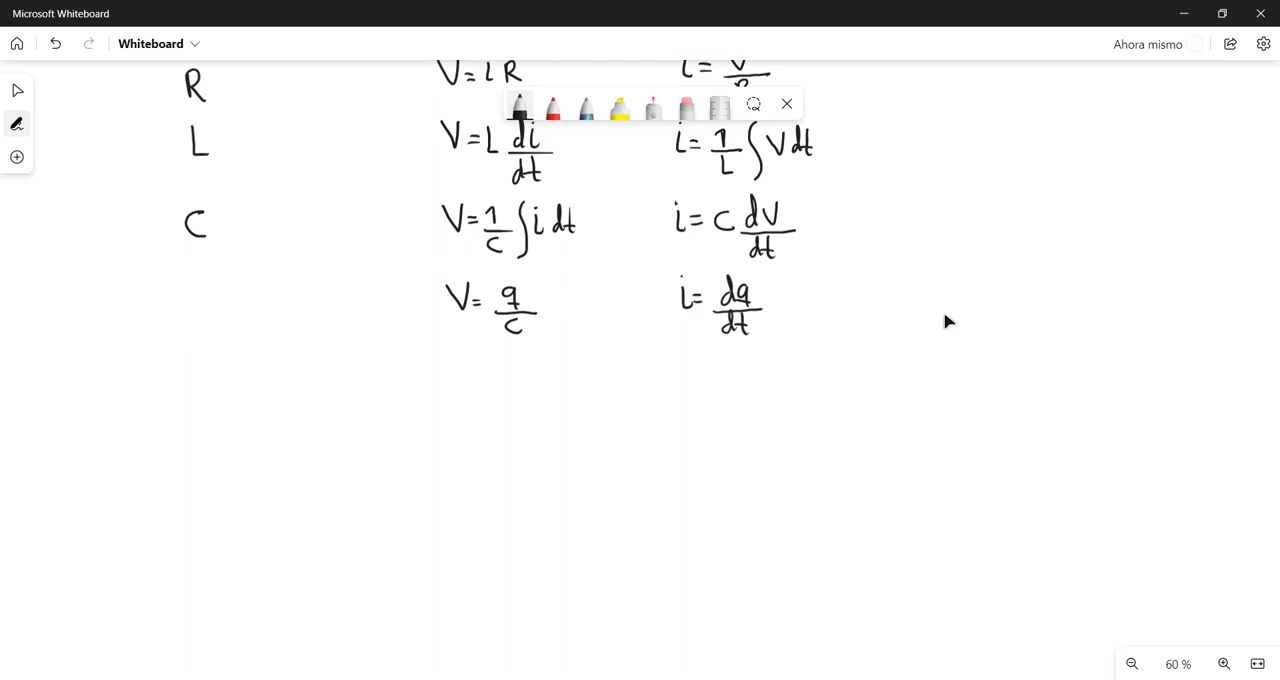 Microsoft Whiteboard
Whiteboard
Ahora mismo
R V = i R i = V/R
L V = L di/dt i = 1/L ∫ V dt
C V = 1/C ∫ i dt i = C dV/dt
V = q/C i = dq/dt
60 %